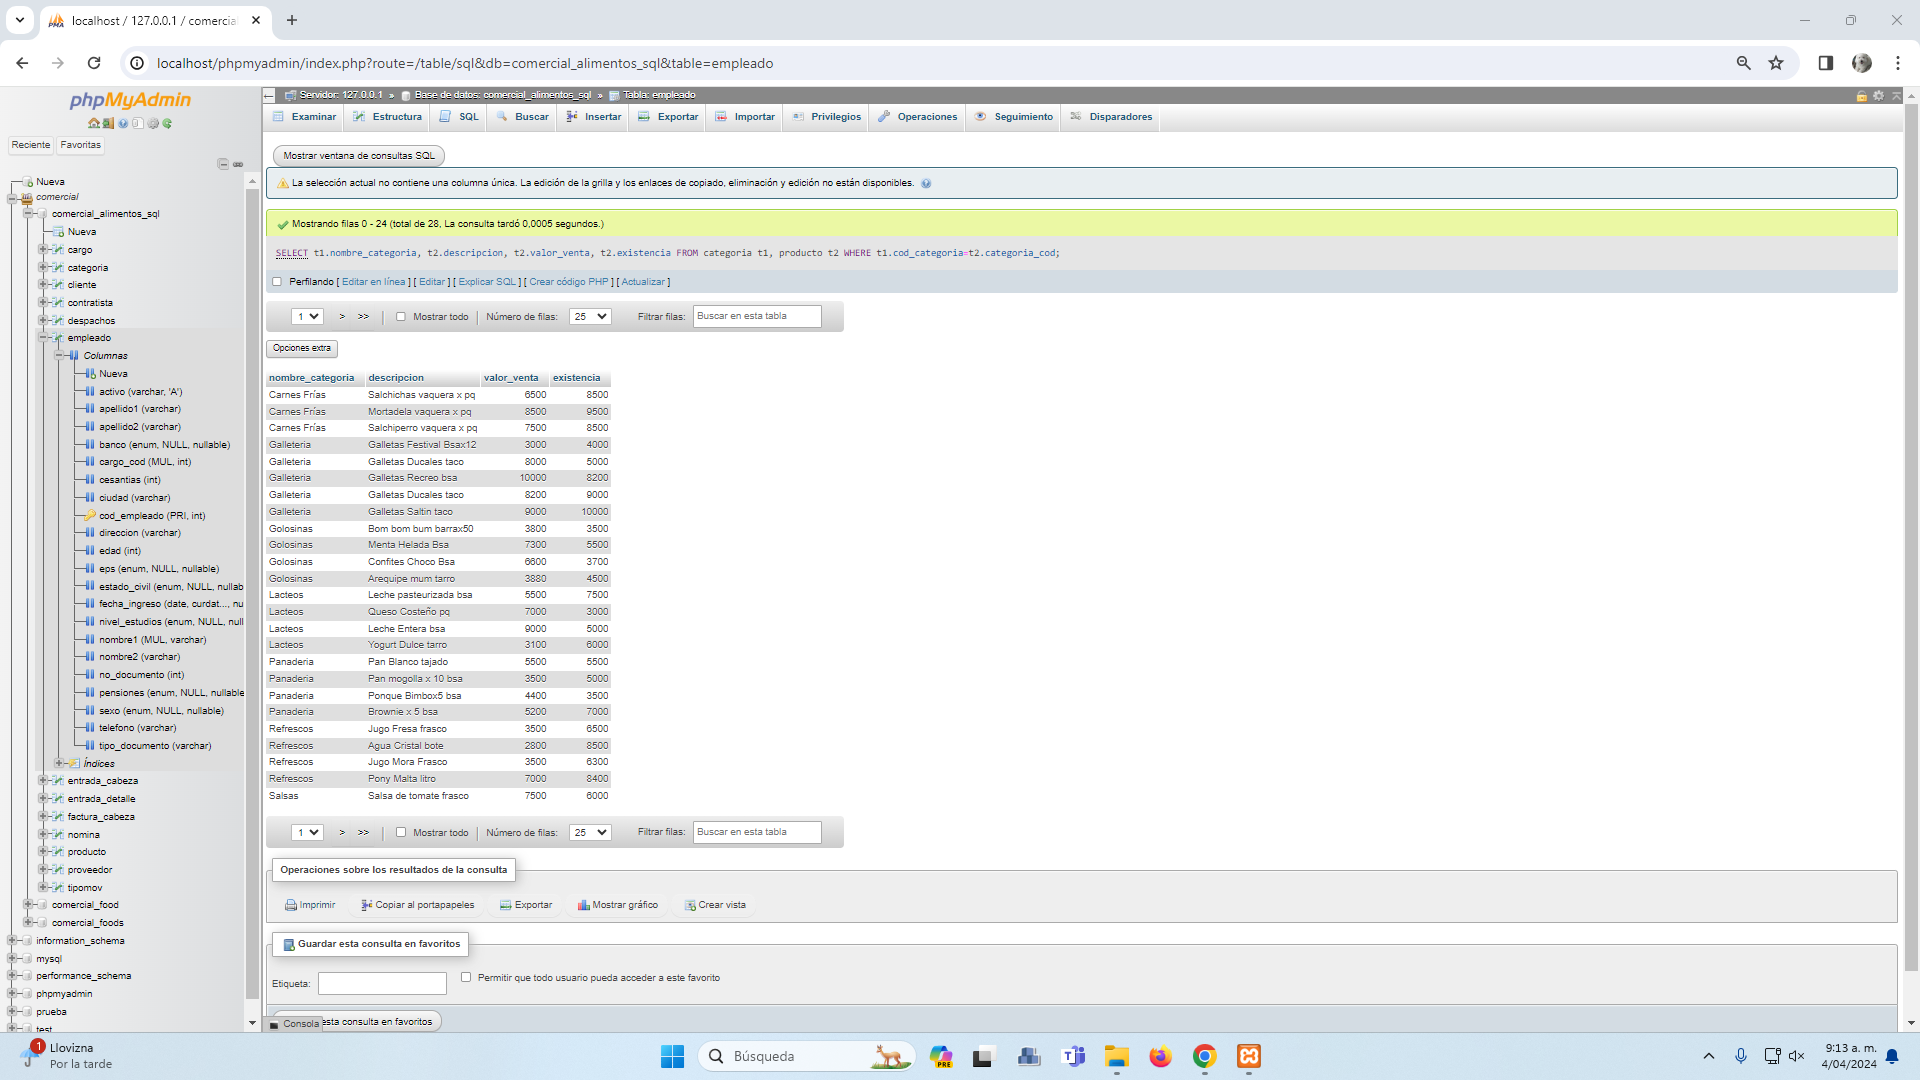 localhost / 127.0.0.1 / comercia
localhost/phpmyadmin/index.php?route=/table/sql&db=comercial_alimentos_sql&table=empleado
phpMyAdmin
Reciente Favoritas
Nueva
comercial
comercial_alimentos_sql
Nueva
cargo
categoria
cliente
contratista
despachos
empleado
Columnas
Nueva
activo (varchar, 'A')
apellido1 (varchar)
apellido2 (varchar)
banco (enum, NULL, nullable)
cargo_cod (MUL, int)
cesantias (int)
ciudad (varchar)
cod_empleado (PRI, int)
direccion (varchar)
edad (int)
eps (enum, NULL, nullable)
estado_civil (enum, NULL, nullab
fecha_ingreso (date, curdat..., nu
nivel_estudios (enum, NULL, null
nombre1 (MUL, varchar)
nombre2 (varchar)
no_documento (int)
pensiones (enum, NULL, nullable
sexo (enum, NULL, nullable)
telefono (varchar)
tipo_documento (varchar)
Índices
entrada_cabeza
entrada_detalle
factura_cabeza
nomina
producto
proveedor
tipomov
comercial_food
comercial_foods
information_schema
mysql
performance_schema
phpmyadmin
prueba
test
Servidor: 127.0.0.1 » Base de datos: comercial_alimentos_sql » Tabla: empleado
Examinar Estructura SQL Buscar Insertar Exportar Importar Privilegios Operaciones Seguimiento Disparadores
Mostrar ventana de consultas SQL
La selección actual no contiene una columna única. La edición de la grilla y los enlaces de copiado, eliminación y edición no están disponibles.
Mostrando filas 0 - 24 (total de 28, La consulta tardó 0,0005 segundos.)
SELECT t1.nombre_categoria, t2.descripcion, t2.valor_venta, t2.existencia FROM categoria t1, producto t2 WHERE t1.cod_categoria=t2.categoria_cod;
Perfilando [ Editar en línea ] [ Editar ] [ Explicar SQL ] [ Crear código PHP ] [ Actualizar ]
1 > >> Mostrar todo Número de filas: 25 Filtrar filas: Buscar en esta tabla
Opciones extra
nombre_categoria descripcion valor_venta existencia
Carnes Frías Salchichas vaquera x pq 6500 8500
Carnes Frías Mortadela vaquera x pq 8500 9500
Carnes Frías Salchiperro vaquera x pq 7500 8500
Galleteria Galletas Festival Bsax12 3000 4000
Galleteria Galletas Ducales taco 8000 5000
Galleteria Galletas Recreo bsa 10000 8200
Galleteria Galletas Ducales taco 8200 9000
Galleteria Galletas Saltin taco 9000 10000
Golosinas Bom bom bum barrax50 3800 3500
Golosinas Menta Helada Bsa 7300 5500
Golosinas Confites Choco Bsa 6600 3700
Golosinas Arequipe mum tarro 3880 4500
Lacteos Leche pasteurizada bsa 5500 7500
Lacteos Queso Costeño pq 7000 3000
Lacteos Leche Entera bsa 9000 5000
Lacteos Yogurt Dulce tarro 3100 6000
Panaderia Pan Blanco tajado 5500 5500
Panaderia Pan mogolla x 10 bsa 3500 5000
Panaderia Ponque Bimbox5 bsa 4400 3500
Panaderia Brownie x 5 bsa 5200 7000
Refrescos Jugo Fresa frasco 3500 6500
Refrescos Agua Cristal bote 2800 8500
Refrescos Jugo Mora Frasco 3500 6300
Refrescos Pony Malta litro 7000 8400
Salsas Salsa de tomate frasco 7500 6000
1 > >> Mostrar todo Número de filas: 25 Filtrar filas: Buscar en esta tabla
Operaciones sobre los resultados de la consulta
Imprimir Copiar al portapapeles Exportar Mostrar gráfico Crear vista
Guardar esta consulta en favoritos
Etiqueta: Permitir que todo usuario pueda acceder a este favorito
Consola esta consulta en favoritos
1 Llovizna
Por la tarde
Búsqueda
PRE
9:13 a. m.
4/04/2024